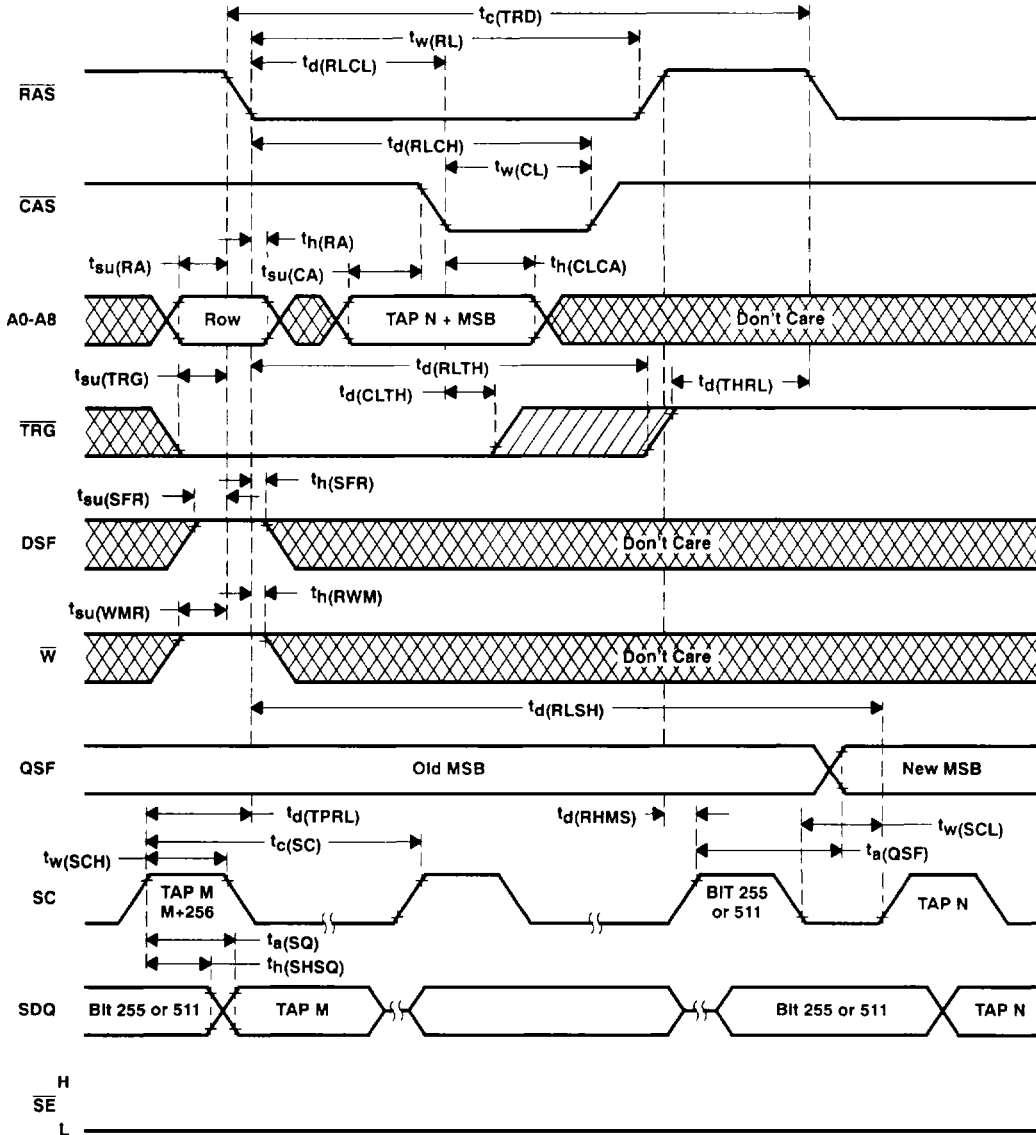 tc(TRD)
tw(RL)
td(RLCL)
RAS
td(RLCH)
tw(CL)
CAS
th(RA)
tsu(RA)
tsu(CA)
th(CLCA)
A0-A8
Row
TAP N + MSB
Don't Care
td(RLTH)
tsu(TRG)
td(CLTH)
td(THRL)
TRG
th(SFR)
tsu(SFR)
DSF
Don't Care
th(RWM)
tsu(WMR)
W
Don't Care
td(RLSH)
QSF
Old MSB
New MSB
td(TPRL)
td(RHMS)
tw(SCL)
tc(SC)
ta(QSF)
tw(SCH)
SC
TAP M
M+256
BIT 255
or 511
TAP N
ta(SQ)
th(SHSQ)
SDQ
Bit 255 or 511
TAP M
Bit 255 or 511
TAP N
H
SE
L